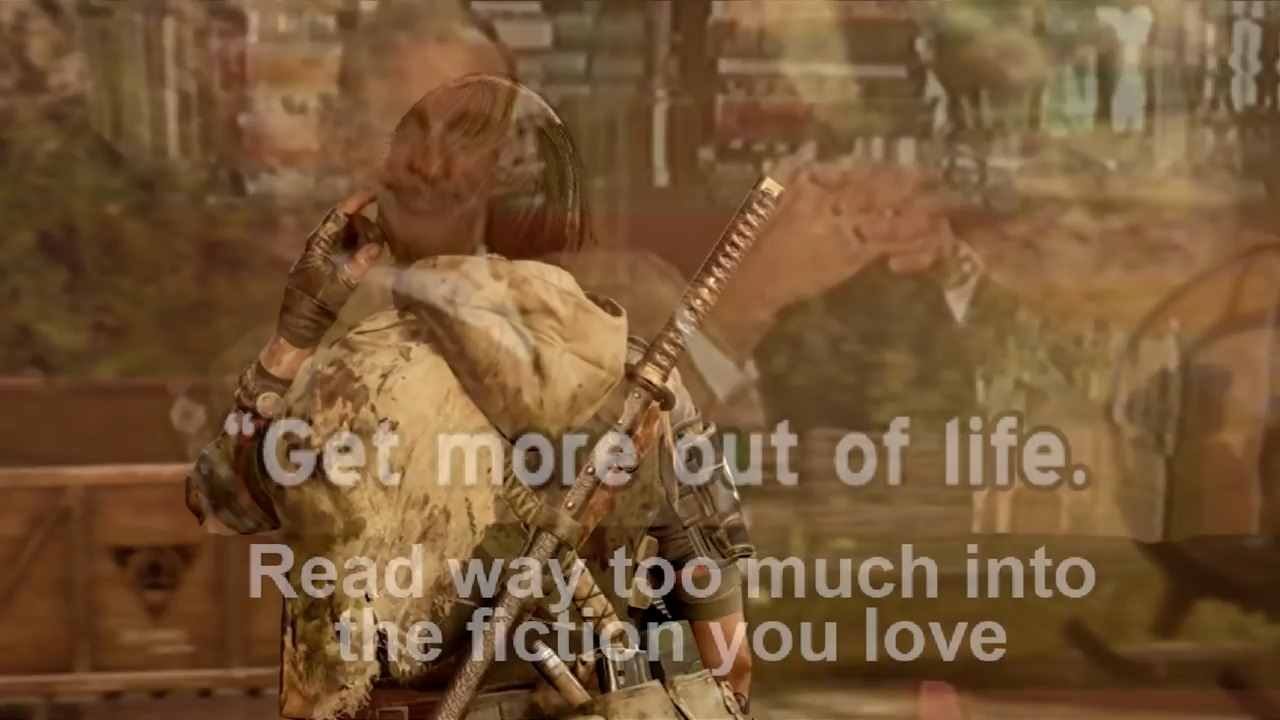 “Get more out of life.
Read way too much into
the fiction you love